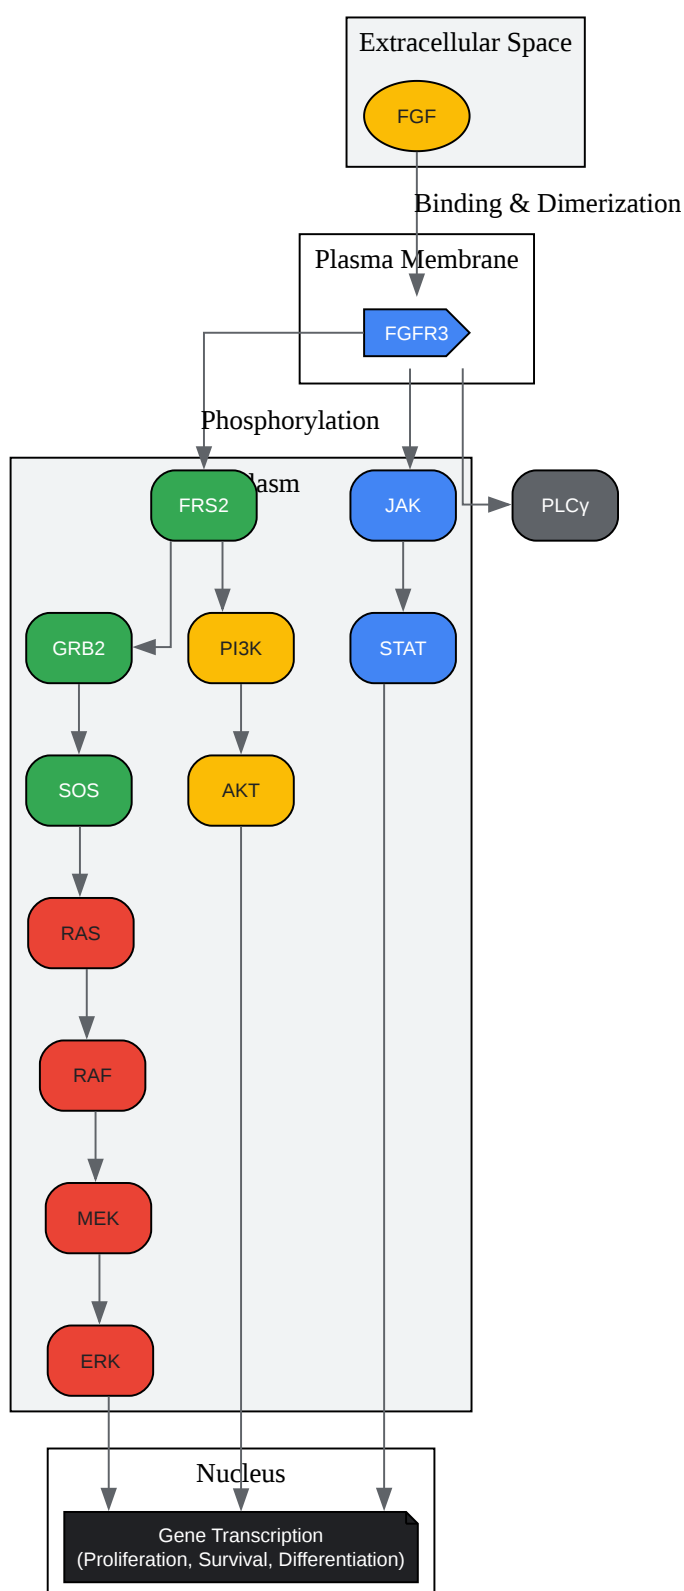 Extracellular Space
FGF
Binding & Dimerization
Plasma Membrane
FGFR3
Phosphorylation
lasm
FRS2
JAK
PLCγ
GRB2
PI3K
STAT
SOS
AKT
RAS
RAF
MEK
ERK
Nucleus
Gene Transcription
(Proliferation, Survival, Differentiation)